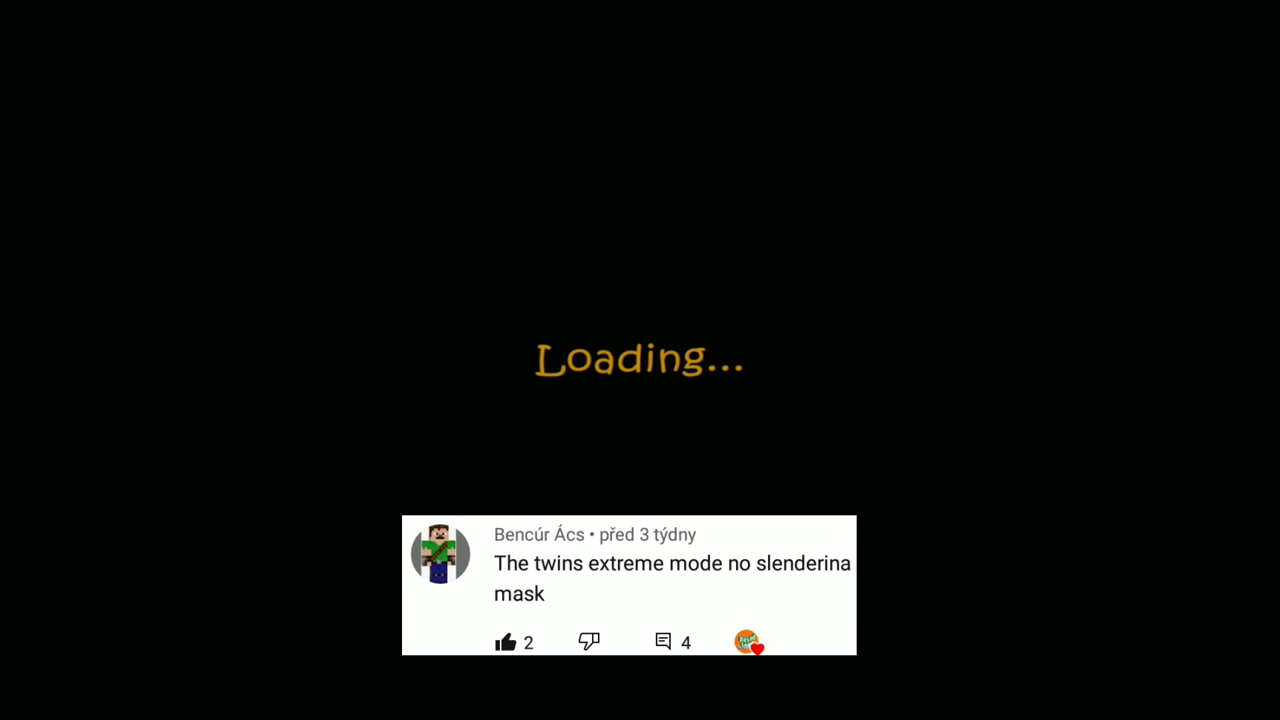 Loading...
Bencúr Ács • před 3 týdny
The twins extreme mode no slenderina
mask
2
4